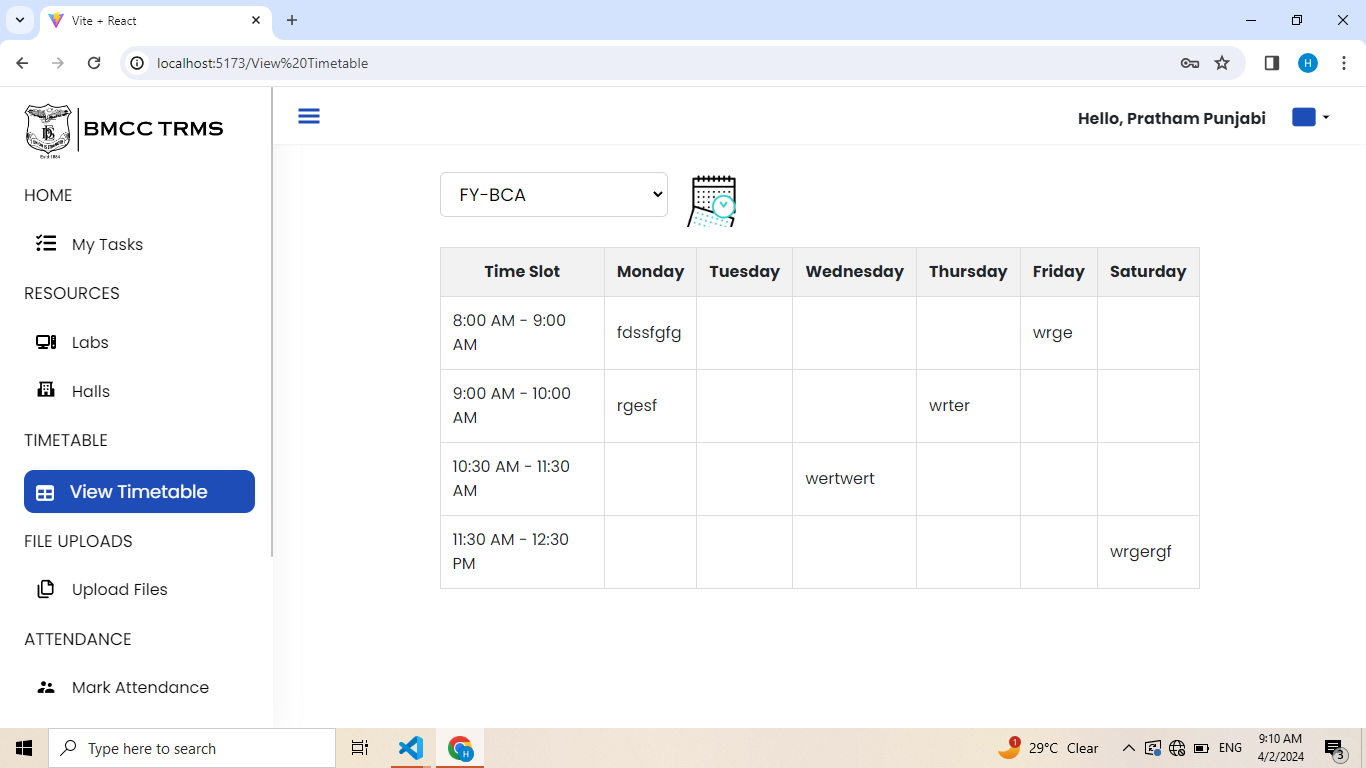 Vite + React
localhost:5173/View%20Timetable
H
BMCC TRMS
Estd 1884
Hello, Pratham Punjabi
HOME
My Tasks
RESOURCES
Labs
Halls
TIMETABLE
View Timetable
FILE UPLOADS
Upload Files
ATTENDANCE
Mark Attendance
FY-BCA
Time Slot Monday Tuesday Wednesday Thursday Friday Saturday
8:00 AM - 9:00
AM
fdssfgfg wrge
9:00 AM - 10:00
AM
rgesf wrter
10:30 AM - 11:30
AM
wertwert
11:30 AM - 12:30
PM
wrgergf
Type here to search
H
1
29°C Clear
ENG
9:10 AM
4/2/2024
3